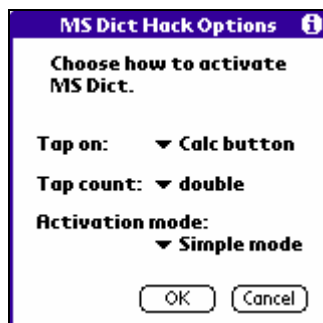 MS Dict Hack Options i
Choose how to activate
MS Dict.
Tap on: Calc button
Tap count: double
Activation mode:
Simple mode
OK Cancel